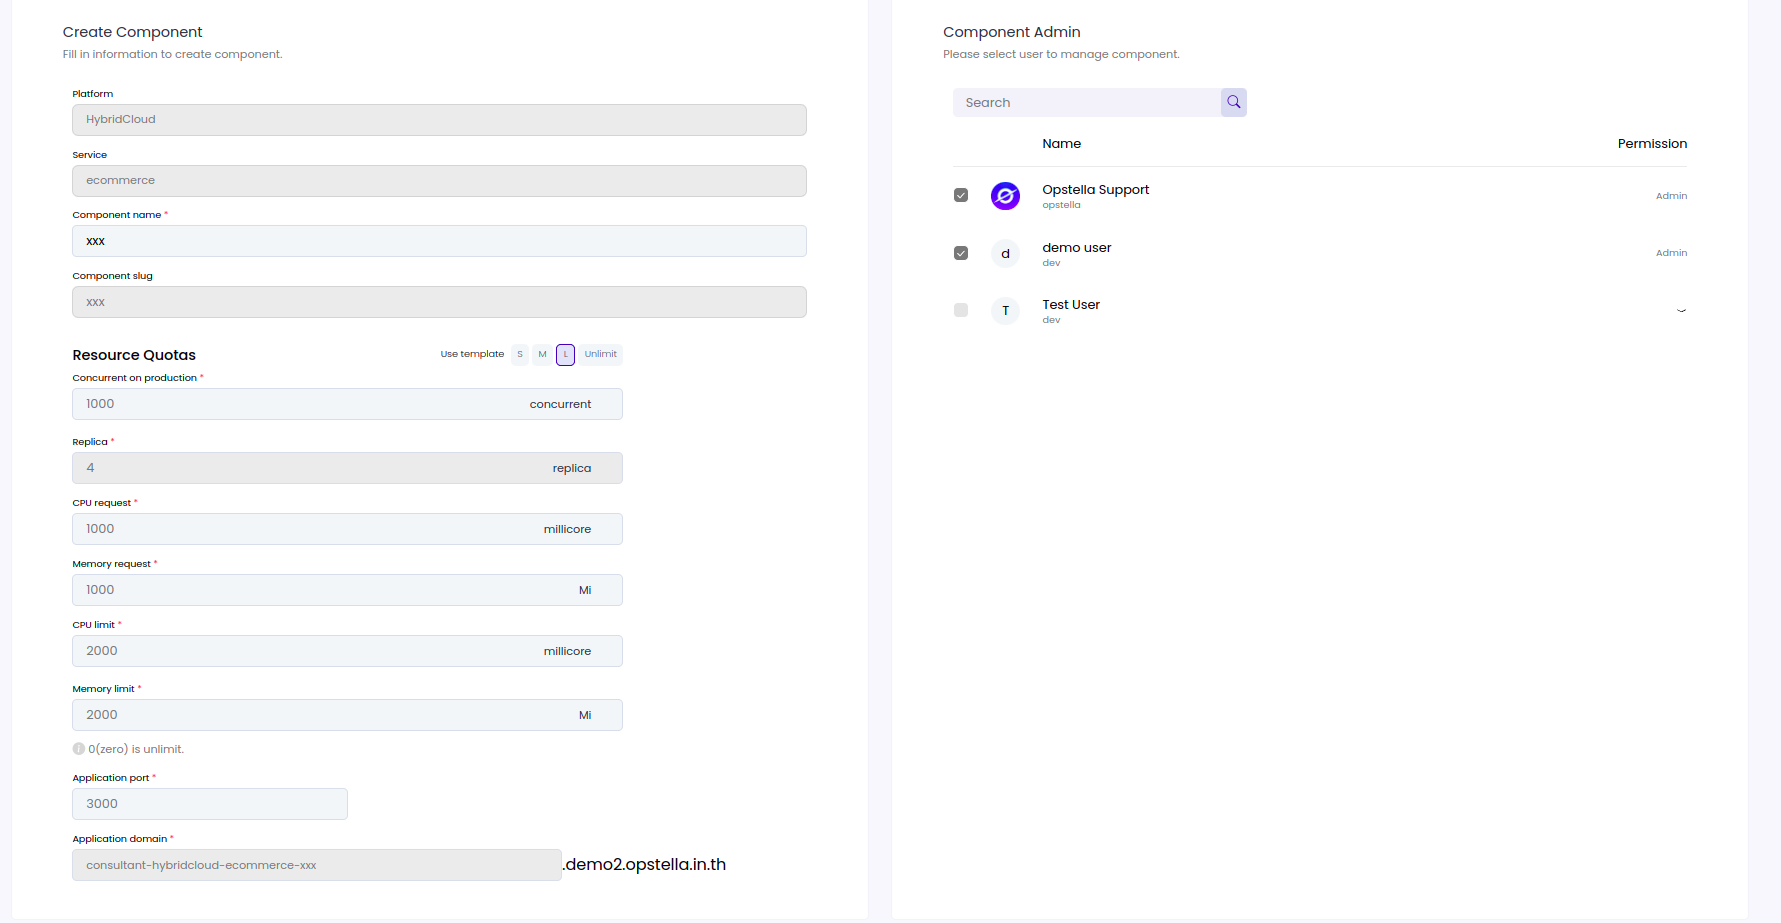 Create Component
Fill in information to create component.
Platform
HybridCloud
Service
ecommerce
Component name *
xxx
Component slug
xxx
Resource Quotas
Use template S M L Unlimit
Concurrent on production *
1000 concurrent
Replica *
4 replica
CPU request *
1000 millicore
Memory request *
1000 Mi
CPU limit *
2000 millicore
Memory limit *
2000 Mi
0(zero) is unlimit.
Application port *
3000
Application domain *
consultant-hybridcloud-ecommerce-xxx .demo2.opstella.in.th
Component Admin
Please select user to manage component.
Search
Name Permission
Opstella Support
opstella
Admin
d
demo user
dev
Admin
T
Test User
dev